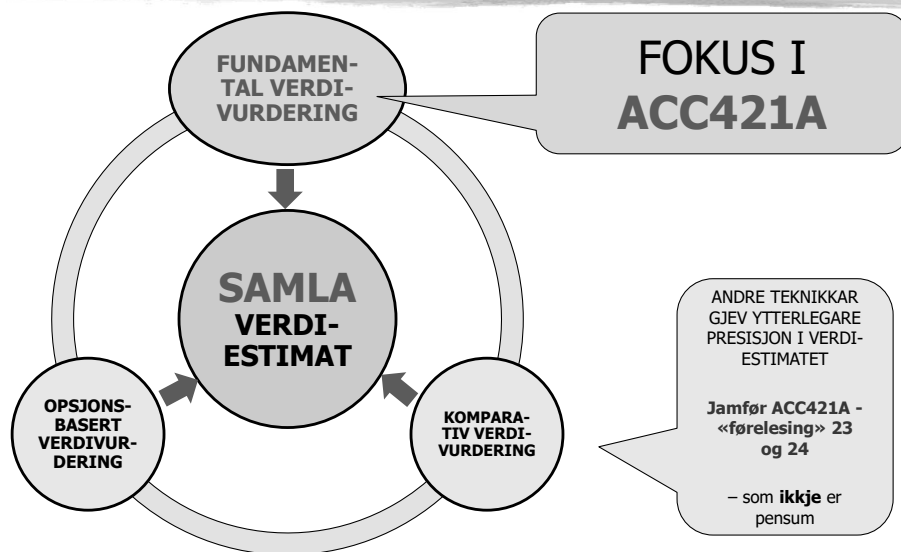 FUNDAMEN-
TAL VERDI-
VURDERING
FOKUS I
ACC421A
SAMLA
VERDI-
ESTIMAT
OPSJONS-
BASERT
VERDIVUR-
DERING
KOMPARA-
TIV VERDI-
VURDERING
ANDRE TEKNIKKAR
GJEV YTTERLEGARE
PRESISJON I VERDI-
ESTIMATET
Jamfør ACC421A -
«førelesing» 23
og 24
– som ikkje er
pensum